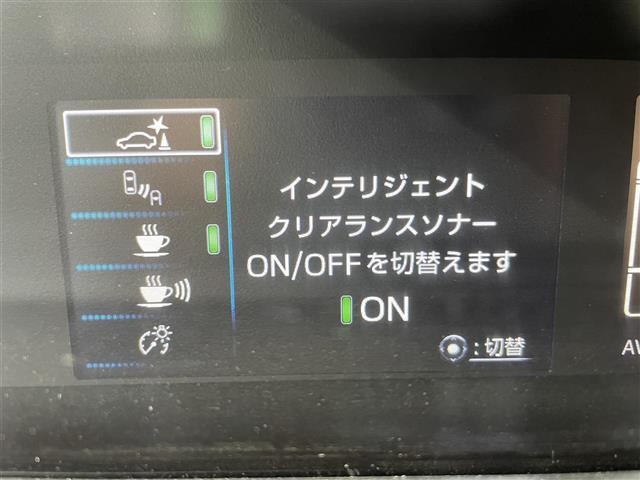 インテリジェント
クリアランスソナー
ON/OFFを切替えます
ON
:切替